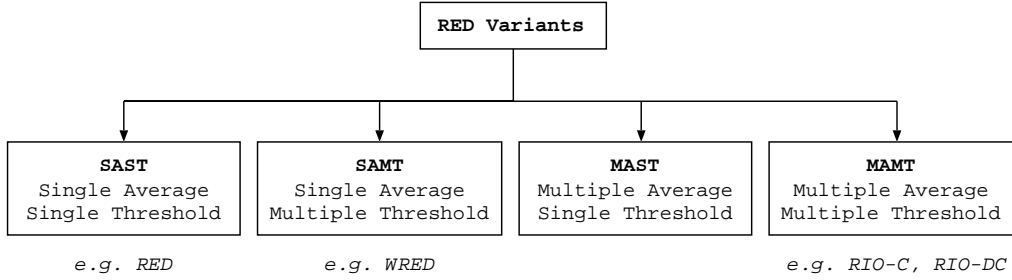 RED Variants
SAST
Single Average
Single Threshold
e.g. RED
SAMT
Single Average
Multiple Threshold
e.g. WRED
MAST
Multiple Average
Single Threshold
MAMT
Multiple Average
Multiple Threshold
e.g. RIO-C, RIO-DC